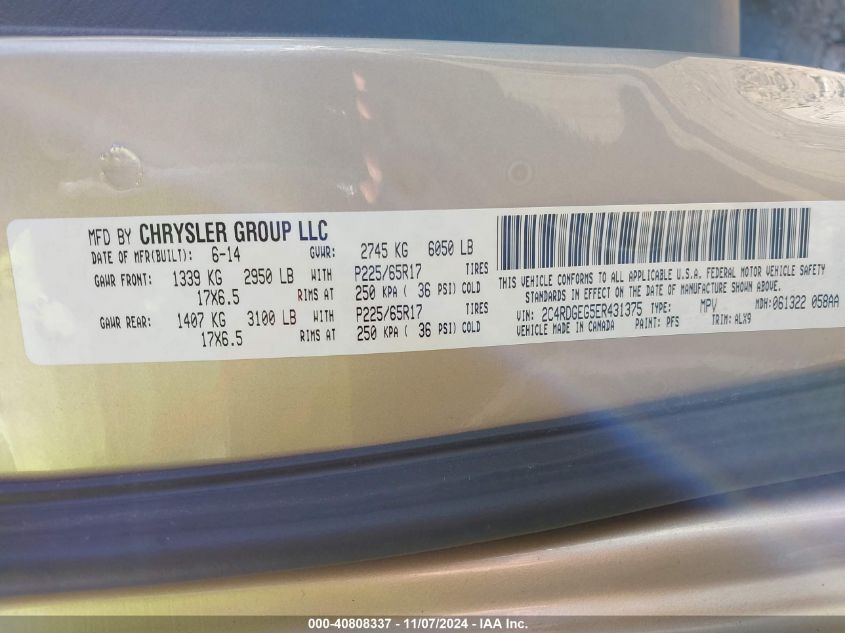 MFD BY CHRYSLER GROUP LLC
DATE OF MFR(BUILT): 6-14 GVWR: 2745 KG 6050 LB
GAWR FRONT: 1339 KG 2950 LB WITH P225/65R17 TIRES
17X6.5 RIMS AT 250 KPA ( 36 PSI) COLD
GAWR REAR: 1407 KG 3100 LB WITH P225/65R17 TIRES
17X6.5 RIMS AT 250 KPA ( 36 PSI) COLD
THIS VEHICLE CONFORMS TO ALL APPLICABLE U.S.A. FEDERAL MOTOR VEHICLE SAFETY
STANDARDS IN EFFECT ON THE DATE OF MANUFACTURE SHOWN ABOVE.
VIN: 2C4RDGEG5ER431375 TYPE: MPV MDH: 061322 058AA
VEHICLE MADE IN CANADA PAINT: PFS TRIM: ALX9
000-40808337 - 11/07/2024 - IAA Inc.